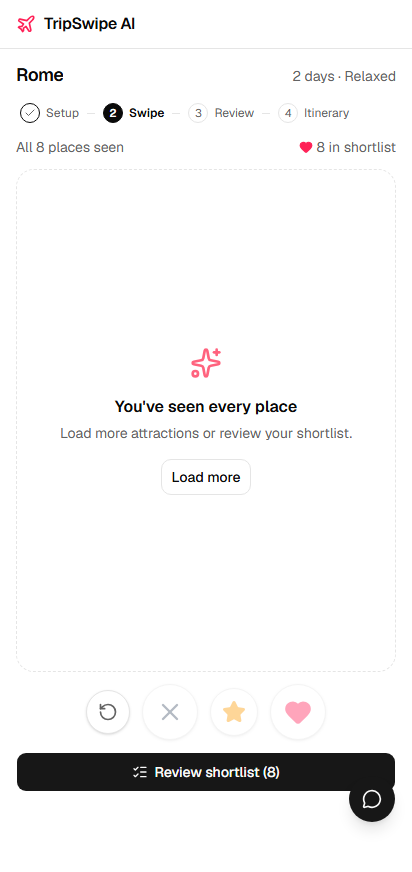 TripSwipe AI
Rome
2 days · Relaxed
Setup
2 Swipe
3 Review
4 Itinerary
All 8 places seen
8 in shortlist
You've seen every place
Load more attractions or review your shortlist.
Load more
Review shortlist (8)